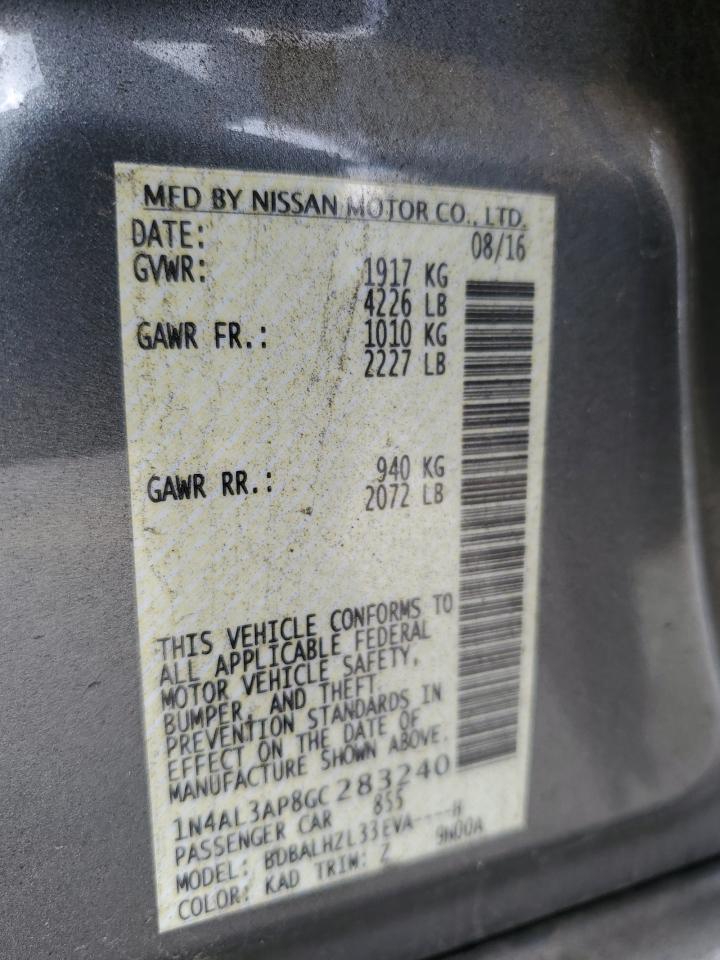 MFD BY NISSAN MOTOR CO., LTD.
DATE: 08/16
GVWR: 1917 KG
4226 LB
GAWR FR.: 1010 KG
2227 LB
GAWR RR.: 940 KG
2072 LB
THIS VEHICLE CONFORMS TO
ALL APPLICABLE FEDERAL
MOTOR VEHICLE SAFETY,
BUMPER, AND THEFT
PREVENTION STANDARDS IN
EFFECT ON THE DATE OF
MANUFACTURE SHOWN ABOVE.
1N4AL3AP8GC283240
PASSENGER CAR 855
MODEL: BDBALHZL33EVA----H
COLOR: KAD TRIM: Z 9N00A